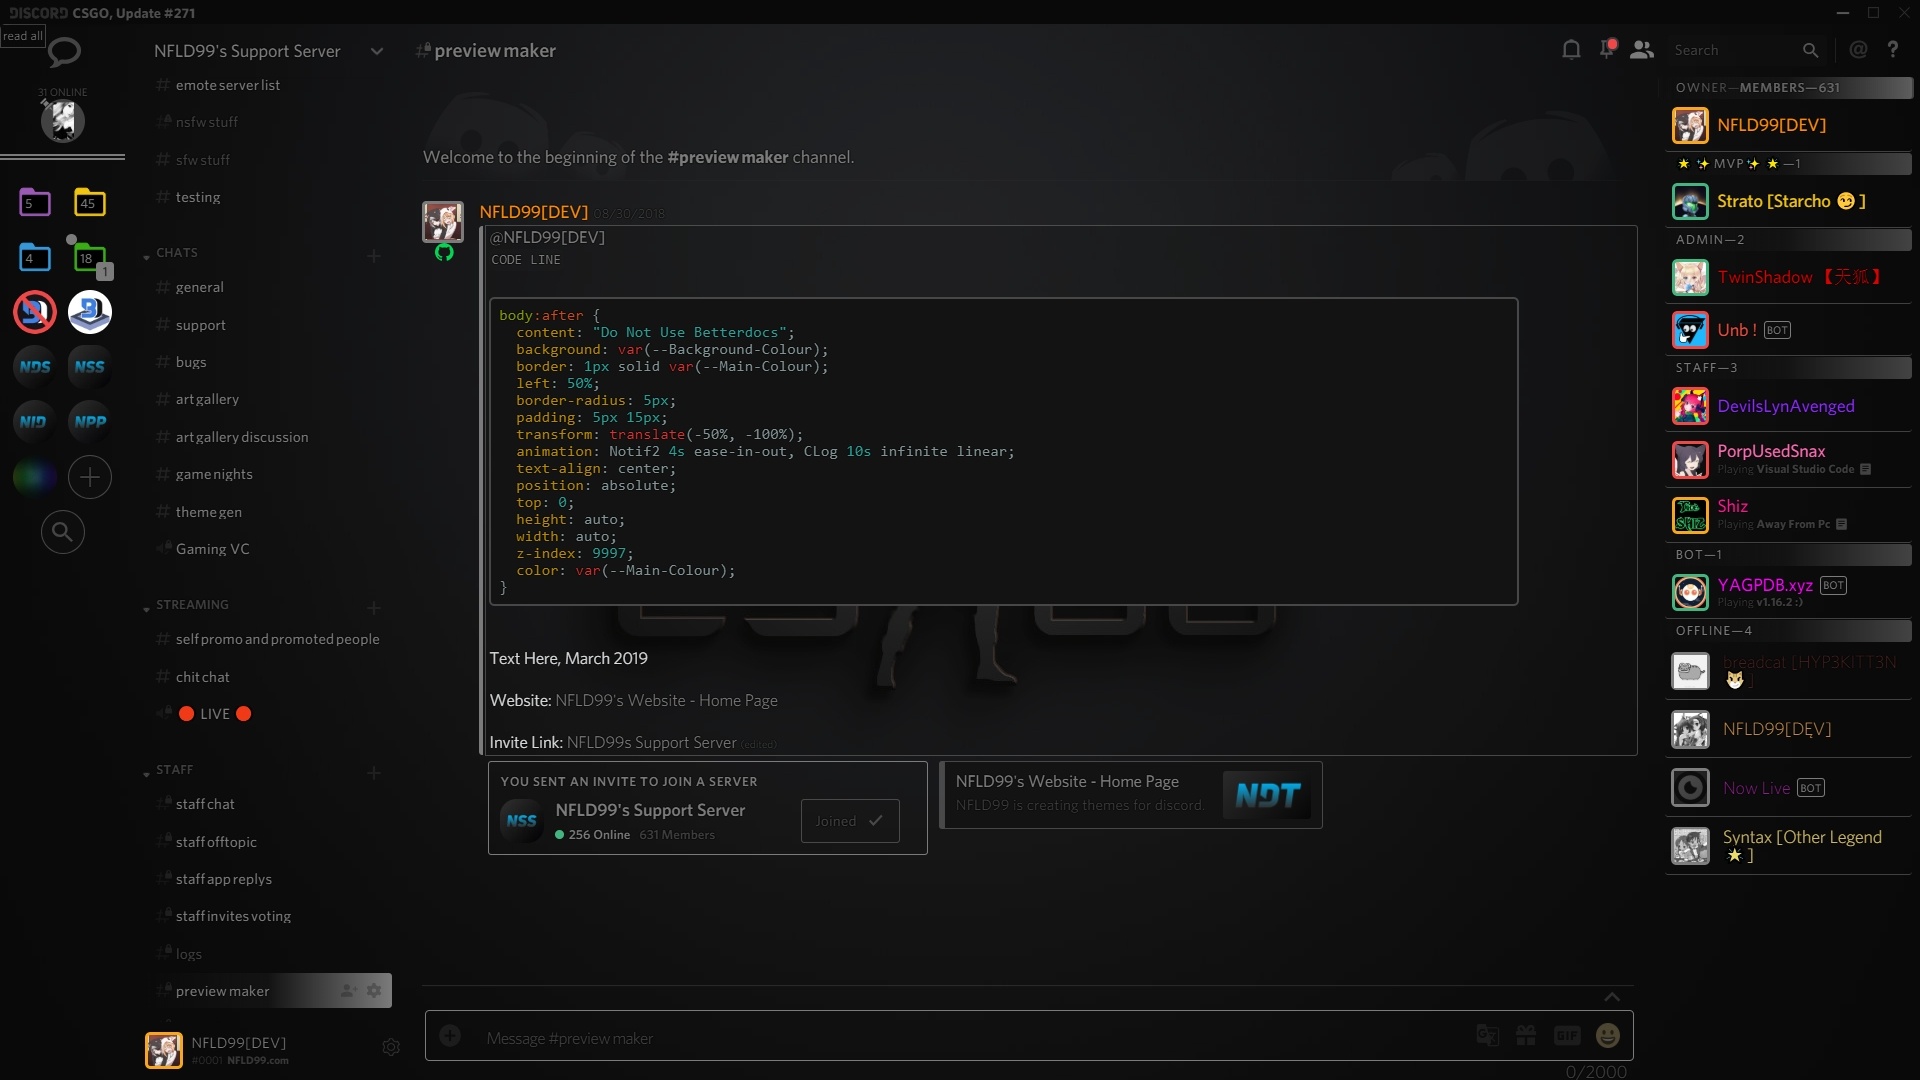 DISCORD CSGO, Update #271
read all
31 ONLINE
5
45
4
18
1
NDS
NSS
NID
NPP
NFLD99's Support Server
emote server list
nsfw stuff
sfw stuff
testing
CHATS
general
support
bugs
art gallery
art gallery discussion
game nights
theme gen
Gaming VC
STREAMING
self promo and promoted people
chit chat
🔴 LIVE 🔴
STAFF
staff chat
staff offtopic
staff app replys
staff invites voting
logs
preview maker
NFLD99[DEV]
#0001 NFLD99.com
preview maker
Search
Welcome to the beginning of the #preview maker channel.
NFLD99[DEV] 08/30/2018
@NFLD99[DEV]
CODE LINE
body:after {
content: "Do Not Use Betterdocs";
background: var(--Background-Colour);
border: 1px solid var(--Main-Colour);
left: 50%;
border-radius: 5px;
padding: 5px 15px;
transform: translate(-50%, -100%);
animation: Notif2 4s ease-in-out, CLog 10s infinite linear;
text-align: center;
position: absolute;
top: 0;
height: auto;
width: auto;
z-index: 9997;
color: var(--Main-Colour);
}
Text Here, March 2019
Website: NFLD99's Website - Home Page
Invite Link: NFLD99s Support Server (edited)
YOU SENT AN INVITE TO JOIN A SERVER
NSS
NFLD99's Support Server
256 Online 631 Members
Joined
NFLD99's Website - Home Page
NFLD99 is creating themes for discord.
NDT
Message #preview maker
GIF
0/2000
OWNER—MEMBERS—631
NFLD99[DEV]
🌟 ✨ MVP ✨ 🌟 —1
Strato [Starcho 😏 ]
ADMIN—2
TwinShadow 【天狐】
Unb ! BOT
STAFF—3
DevilsLynAvenged
PorpUsedSnax
Playing Visual Studio Code
Shiz
Playing Away From Pc
The SHIZ
BOT—1
YAGPDB.xyz BOT
Playing v1.16.2 :)
OFFLINE—4
breadcat [HYP3KITT3N
🐱 ]
NFLD99[DẸV]
Now Live BOT
Syntax [Other Legend
🌟 ]